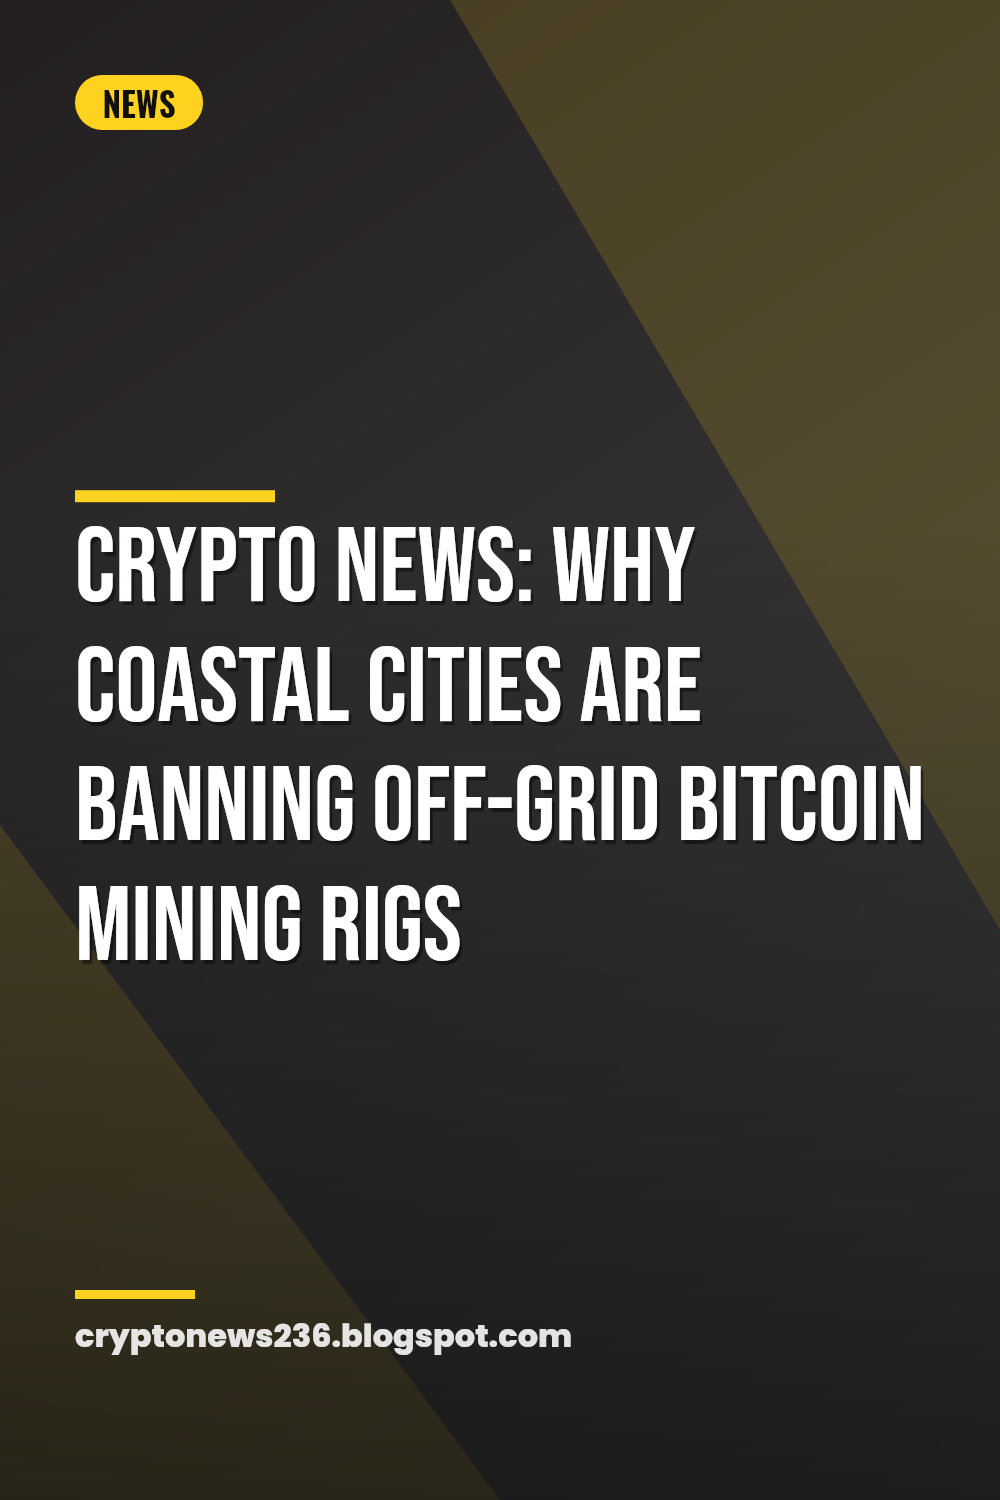 NEWS
CRYPTO NEWS: WHY
COASTAL CITIES ARE
BANNING OFF-GRID BITCOIN
MINING RIGS
cryptonews236.blogspot.com